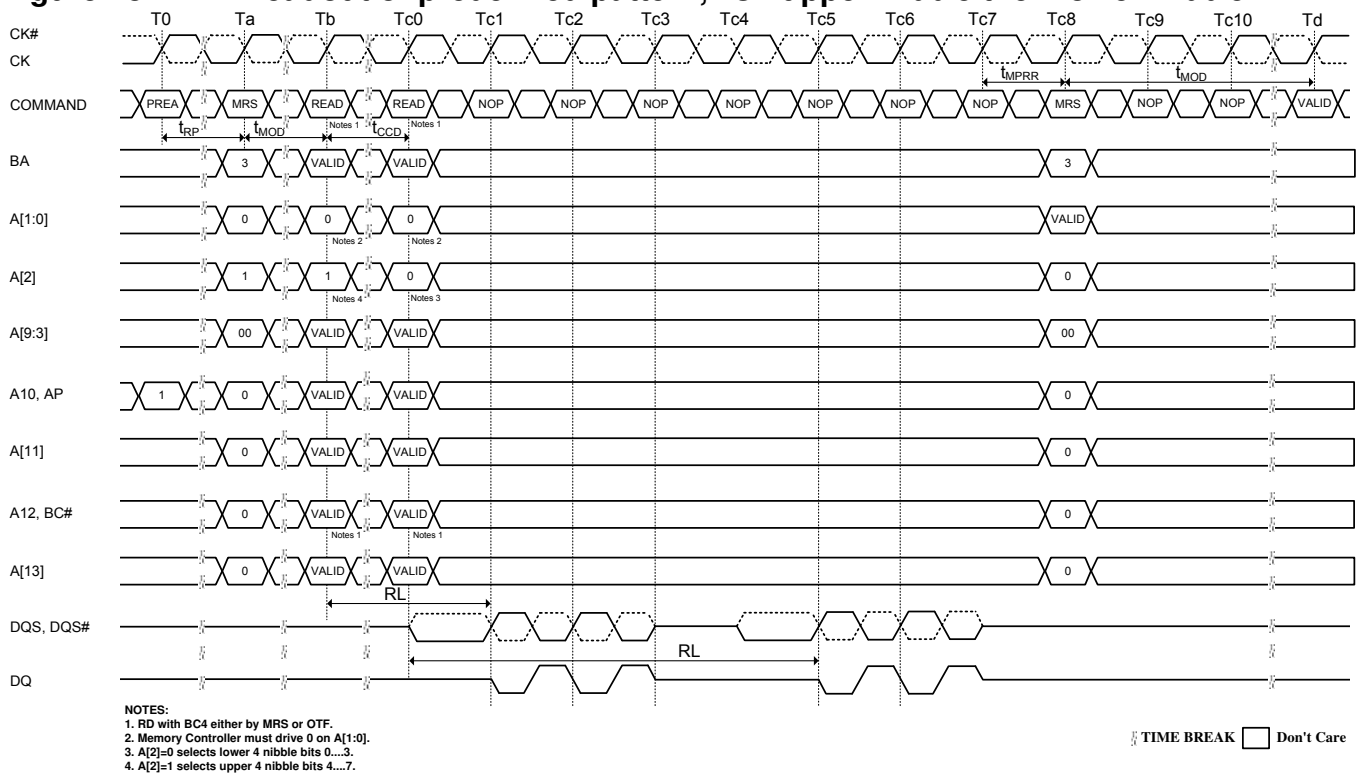 T0 Ta Tb Tc0 Tc1 Tc2 Tc3 Tc4 Tc5 Tc6 Tc7 Tc8 Tc9 Tc10 Td
CK#
CK
tMPRR tMOD
COMMAND PREA MRS READ READ NOP NOP NOP NOP NOP NOP NOP MRS NOP NOP VALID
Notes 1 Notes 1
tRP tMOD tCCD
BA 3 VALID VALID 3
A[1:0] 0 0 0 VALID
Notes 2 Notes 2
A[2] 1 1 0 0
Notes 4 Notes 3
A[9:3] 00 VALID VALID 00
A10, AP 1 0 VALID VALID 0
A[11] 0 VALID VALID 0
A12, BC# 0 VALID VALID 0
Notes 1 Notes 1
A[13] 0 VALID VALID 0
RL
DQS, DQS#
RL
DQ
NOTES:
1. RD with BC4 either by MRS or OTF.
2. Memory Controller must drive 0 on A[1:0].
3. A[2]=0 selects lower 4 nibble bits 0....3.
4. A[2]=1 selects upper 4 nibble bits 4....7.
TIME BREAK Don't Care